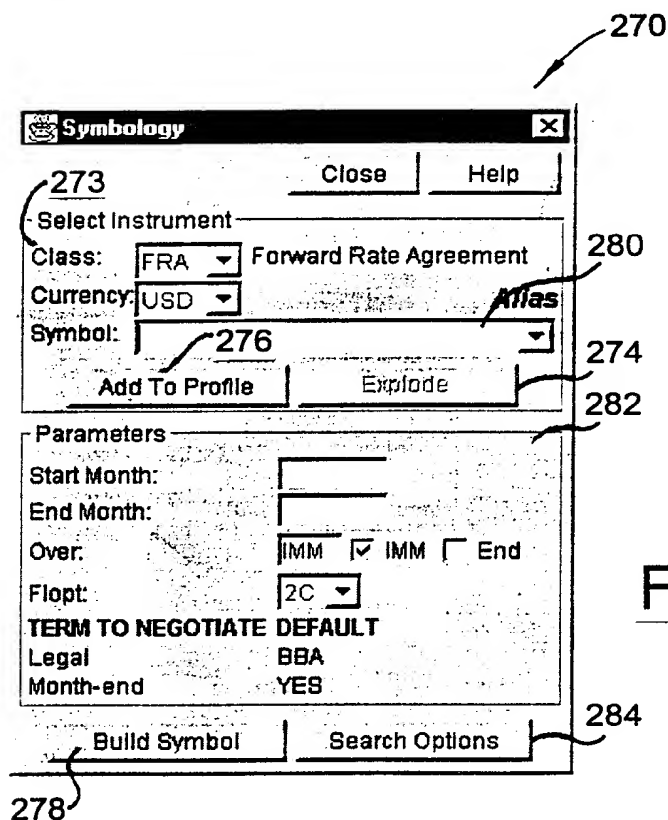 270
Symbology
Close Help
273
Select Instrument
Class: FRA Forward Rate Agreement
280
Currency: USD
Alias
Symbol:
276
274
Add To Profile Explode
282
Parameters
Start Month:
End Month:
Over: IMM IMM End
Flopt: 2C
F
TERM TO NEGOTIATE DEFAULT
Legal BBA
Month-end YES
284
Build Symbol Search Options
278